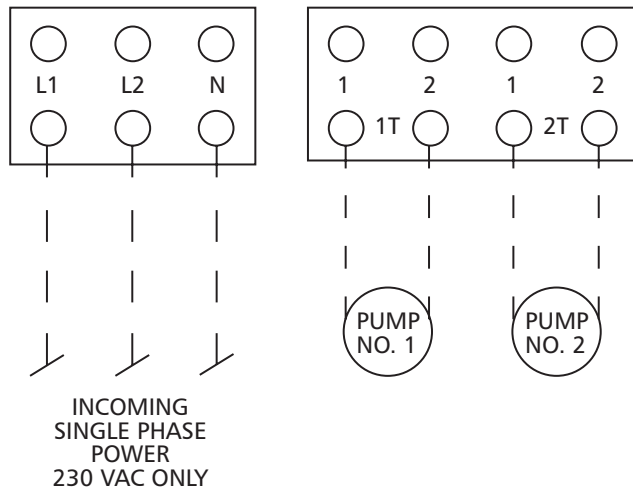 L1 L2 N
1 2 1 2
1T 2T
PUMP
NO. 1
PUMP
NO. 2
INCOMING
SINGLE PHASE
POWER
230 VAC ONLY